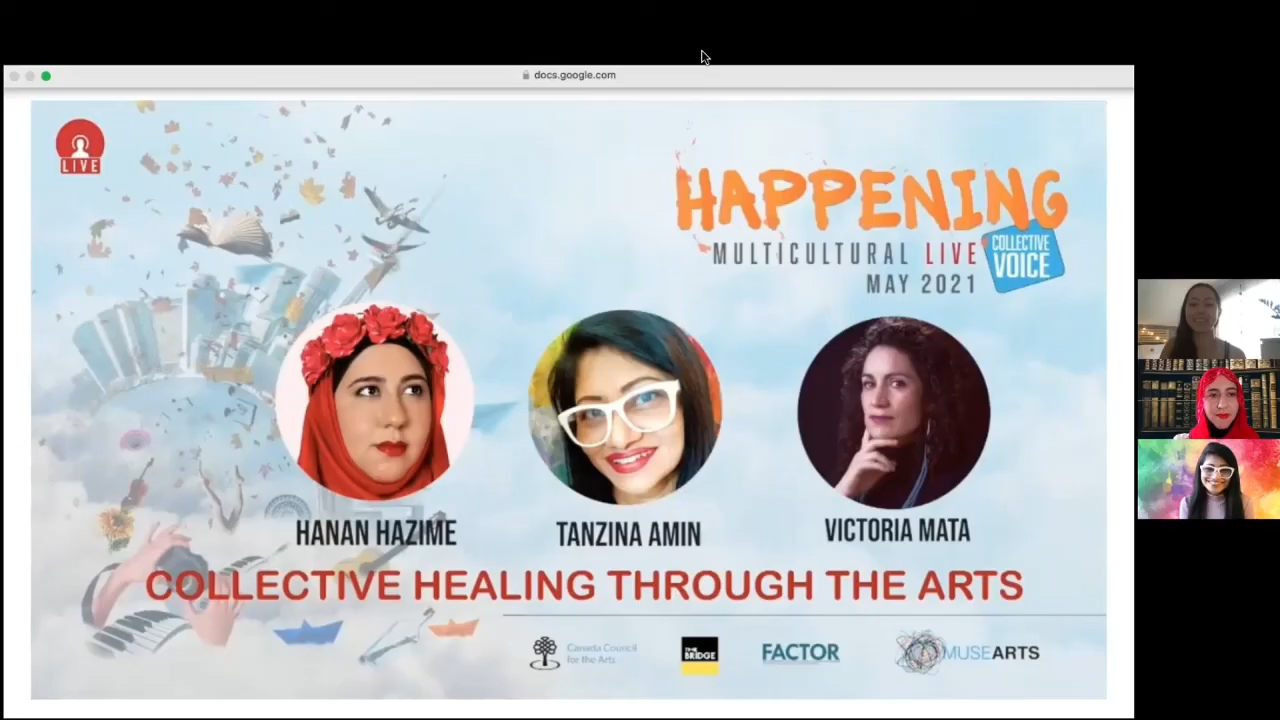 docs.google.com
LIVE
HAPPENING
MULTICULTURAL LIVE
COLLECTIVE
VOICE
MAY 2021
HANAN HAZIME
TANZINA AMIN
VICTORIA MATA
COLLECTIVE HEALING THROUGH THE ARTS
Canada Council
for the Arts
THE
BRIDGE
FACTOR
MUSEARTS